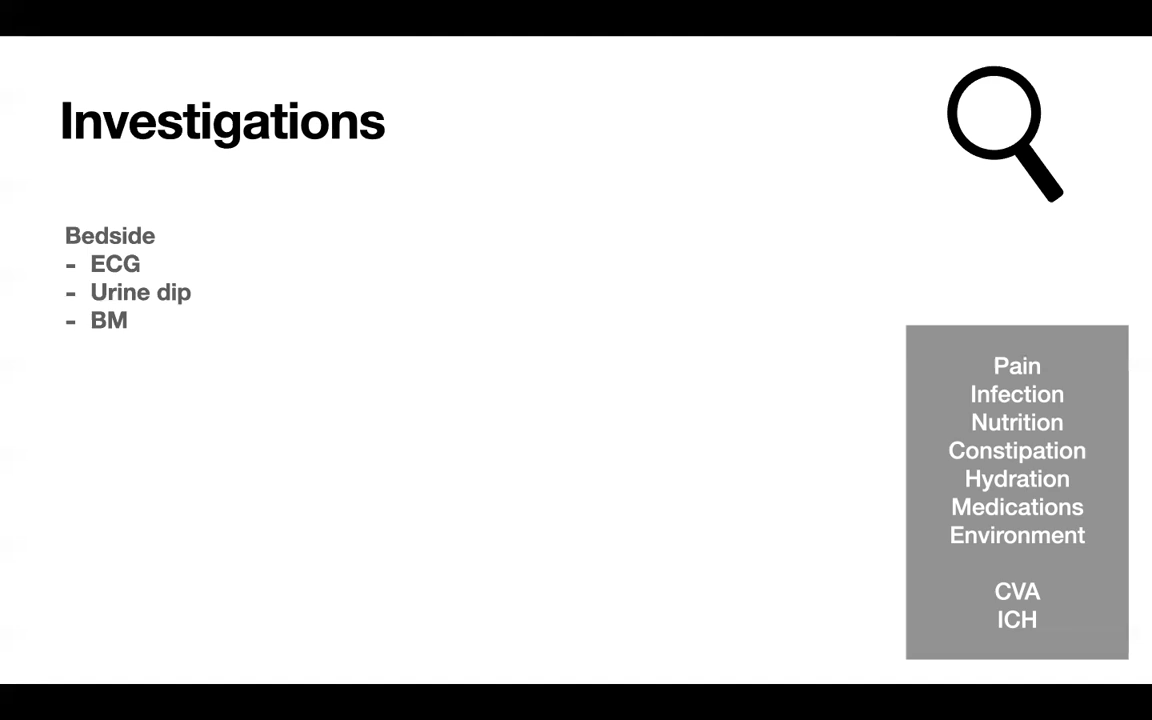 Investigations
Bedside
- ECG
- Urine dip
- BM
Pain
Infection
Nutrition
Constipation
Hydration
Medications
Environment
CVA
ICH